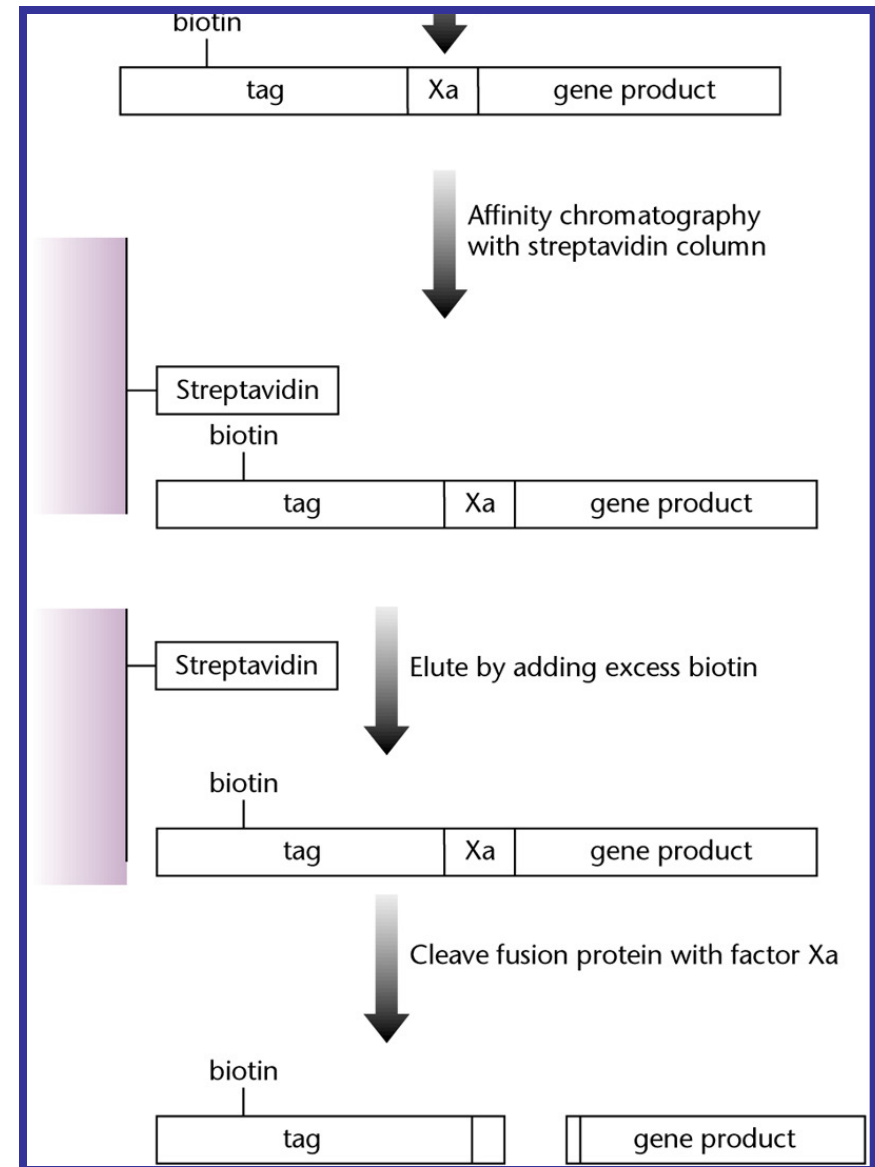 biotin
tag Xa gene product
Affinity chromatography
with streptavidin column
Streptavidin
biotin
tag Xa gene product
Streptavidin
Elute by adding excess biotin
biotin
tag Xa gene product
Cleave fusion protein with factor Xa
biotin
tag gene product